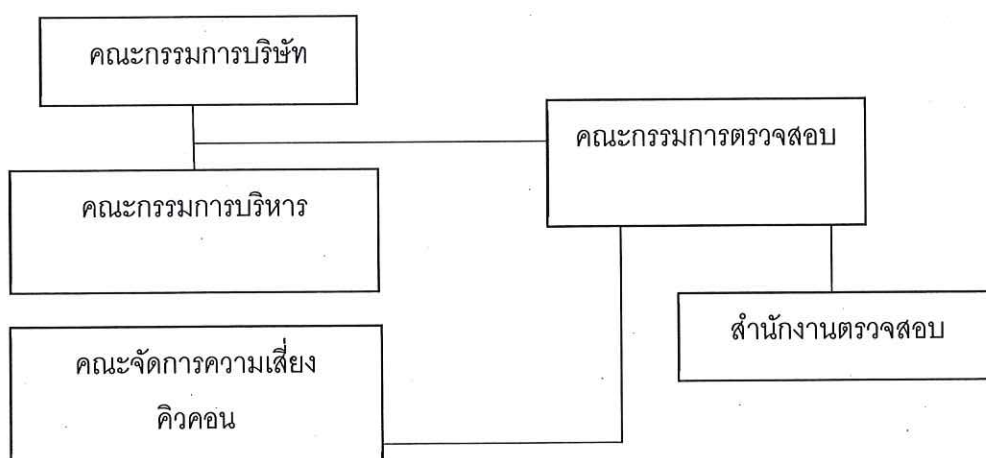 คณะกรรมการบริษัท
คณะกรรมการตรวจสอบ
คณะกรรมการบริหาร
สำนักงานตรวจสอบ
คณะจัดการความเสี่ยง
คิวคอน